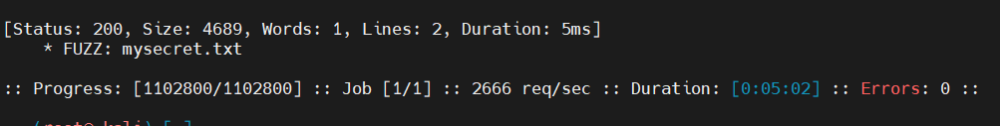 [Status: 200, Size: 4689, Words: 1, Lines: 2, Duration: 5ms]
* FUZZ: mysecret.txt
:: Progress: [1102800/1102800] :: Job [1/1] :: 2666 req/sec :: Duration: [0:05:02] :: Errors: 0 ::